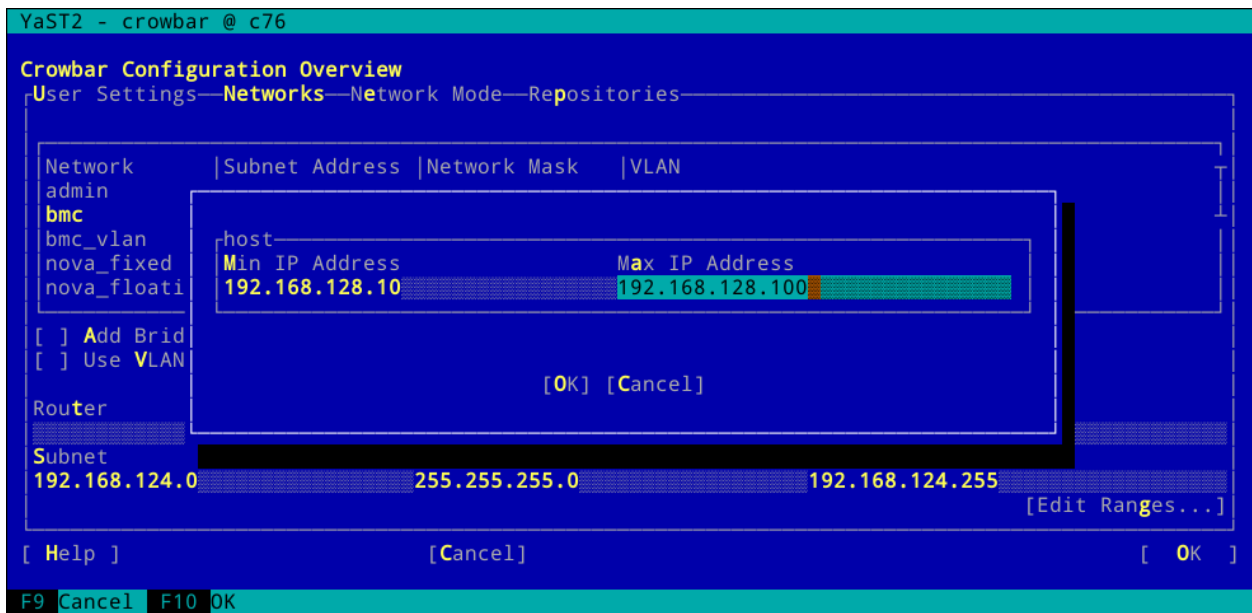 YaST2 - crowbar @ c76
Crowbar Configuration Overview
User Settings—Networks—Network Mode—Repositories
Network |Subnet Address |Network Mask |VLAN
admin
bmc
bmc_vlan
nova_fixed
nova_floati
host
Min IP Address Max IP Address
192.168.128.10 192.168.128.100
[ ] Add Brid
[ ] Use VLAN
[OK] [Cancel]
Router
Subnet
192.168.124.0 255.255.255.0 192.168.124.255
[Edit Ranges...]
[ Help ] [Cancel] [ OK ]
F9 Cancel F10 OK